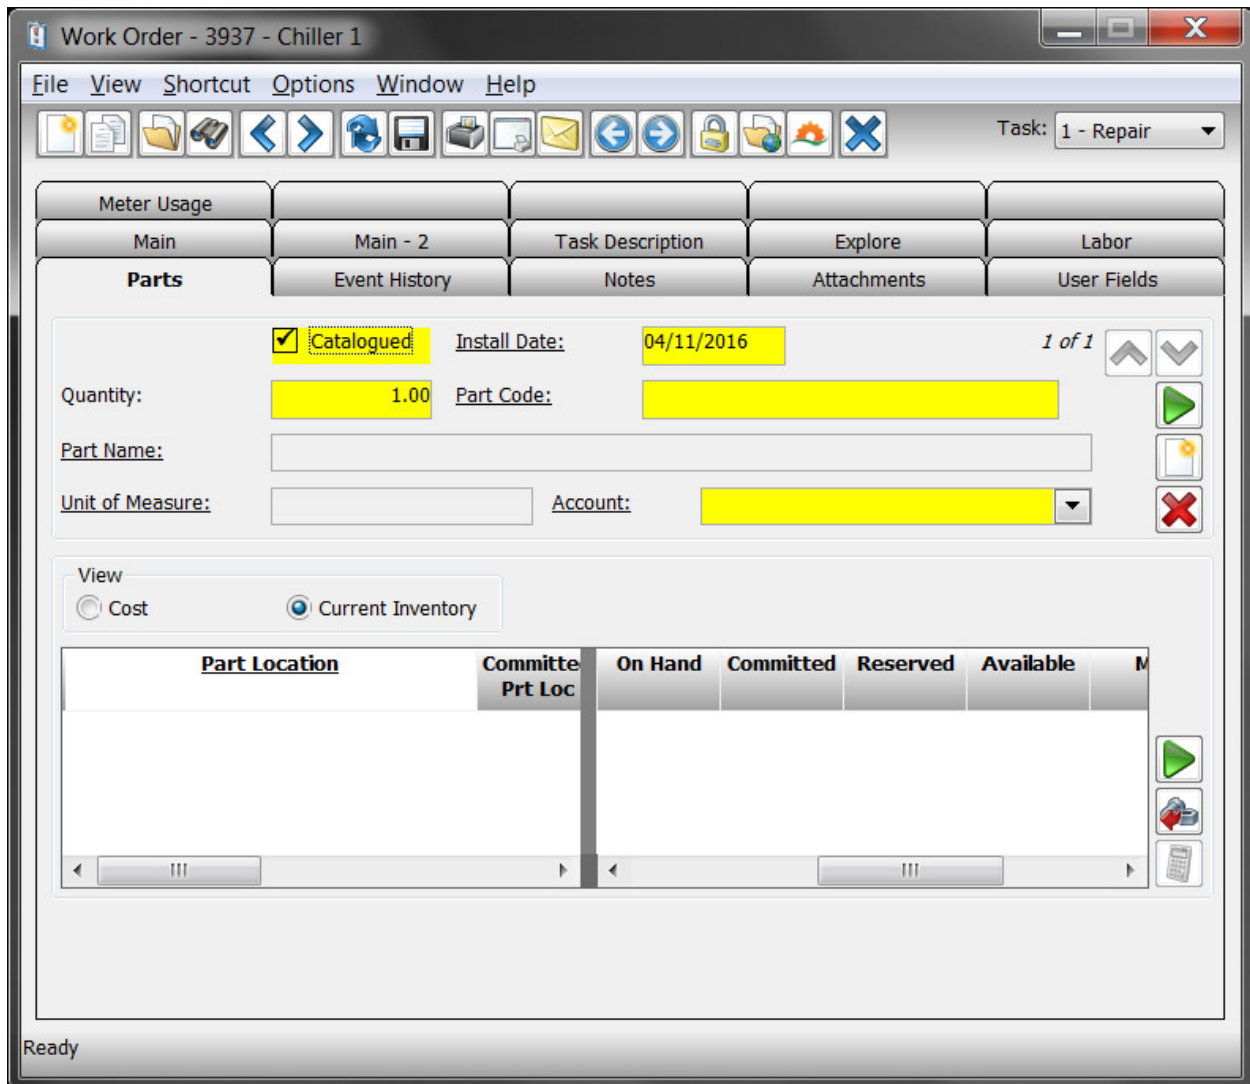 Work Order - 3937 - Chiller 1
File View Shortcut Options Window Help
Task: 1 - Repair
Meter Usage
Main Main - 2 Task Description Explore Labor
Parts Event History Notes Attachments User Fields
Catalogued Install Date: 04/11/2016 1 of 1
Quantity: 1.00 Part Code:
Part Name:
Unit of Measure: Account:
View
Cost Current Inventory
Part Location Committe On Hand Committed Reserved Available M
Prt Loc
Ready